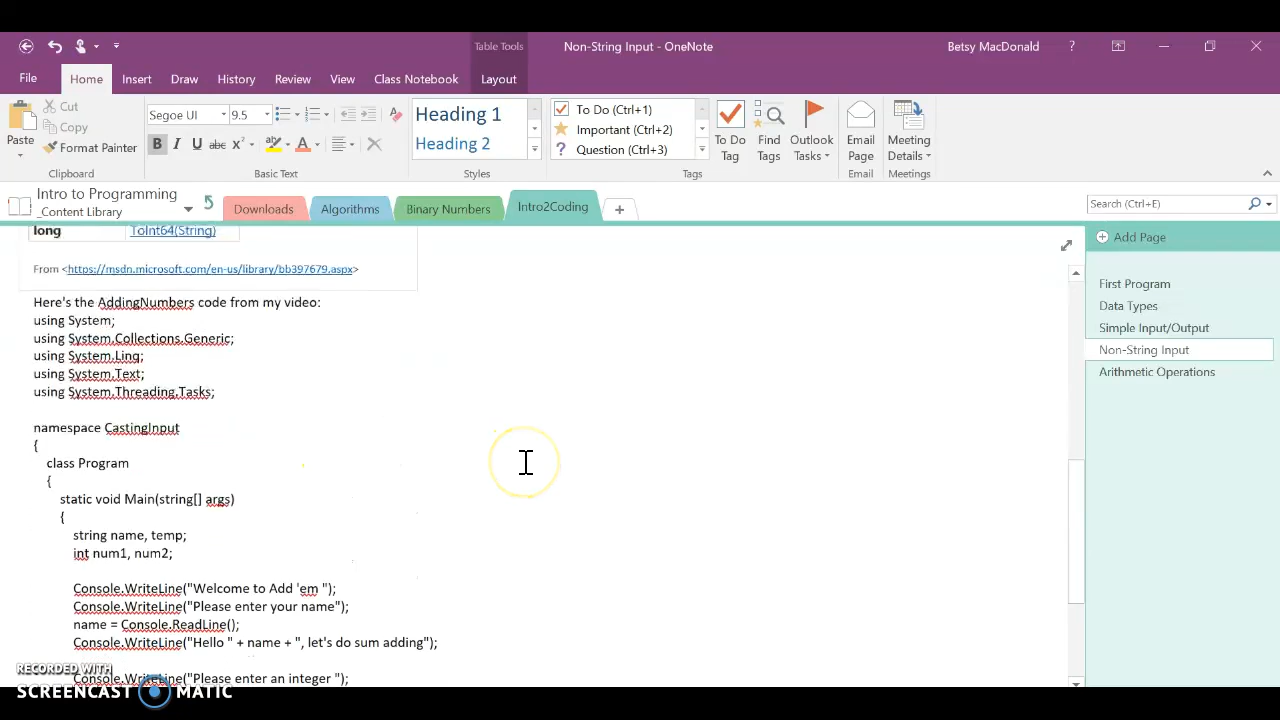 Table Tools
Non-String Input - OneNote
Betsy MacDonald
?
File
Home
Insert
Draw
History
Review
View
Class Notebook
Layout
Paste
Cut
Copy
Format Painter
Clipboard
Segoe UI
9.5
B I U abc x²
A
Basic Text
Heading 1
Heading 2
Styles
To Do (Ctrl+1)
Important (Ctrl+2)
? Question (Ctrl+3)
To Do
Tag
Find
Tags
Outlook
Tasks
Tags
Email
Page
Email
Meeting
Details
Meetings
Intro to Programming
_Content Library
Downloads
Algorithms
Binary Numbers
Intro2Coding
+
Search (Ctrl+E)
long
ToInt64(String)
From <https://msdn.microsoft.com/en-us/library/bb397679.aspx>
Here's the AddingNumbers code from my video:
using System;
using System.Collections.Generic;
using System.Linq;
using System.Text;
using System.Threading.Tasks;
namespace CastingInput
{
class Program
{
static void Main(string[] args)
{
string name, temp;
int num1, num2;
Console.WriteLine("Welcome to Add 'em ");
Console.WriteLine("Please enter your name");
name = Console.ReadLine();
Console.WriteLine("Hello " + name + ", let's do sum adding");
Console.WriteLine("Please enter an integer ");
Add Page
First Program
Data Types
Simple Input/Output
Non-String Input
Arithmetic Operations
RECORDED WITH
SCREENCAST MATIC